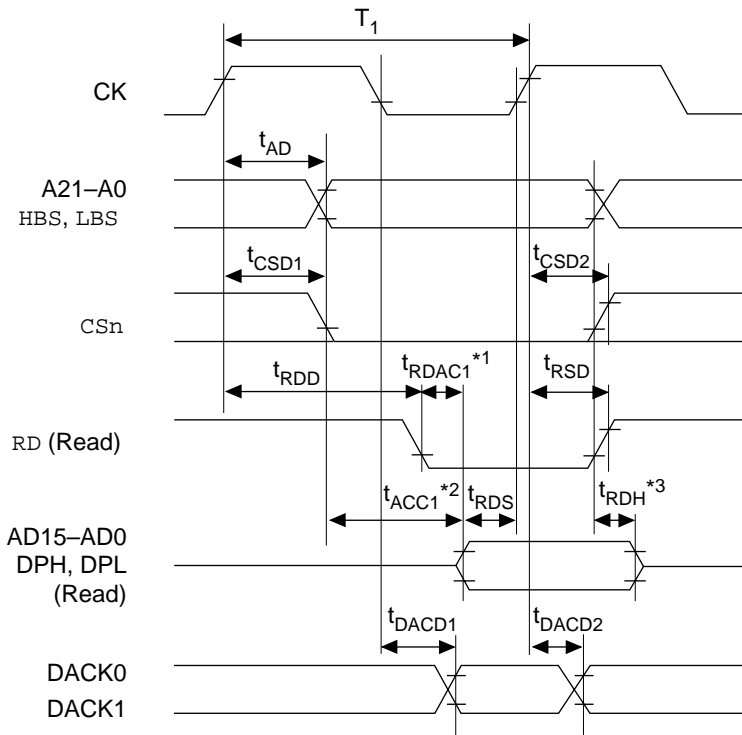 T1
CK
tAD
A21–A0
HBS, LBS
tCSD1
tCSD2
CSn
tRDD
tRDAC1*1
tRSD
RD (Read)
tACC1*2
tRDS
tRDH*3
AD15–AD0
DPH, DPL
(Read)
tDACD1
tDACD2
DACK0
DACK1